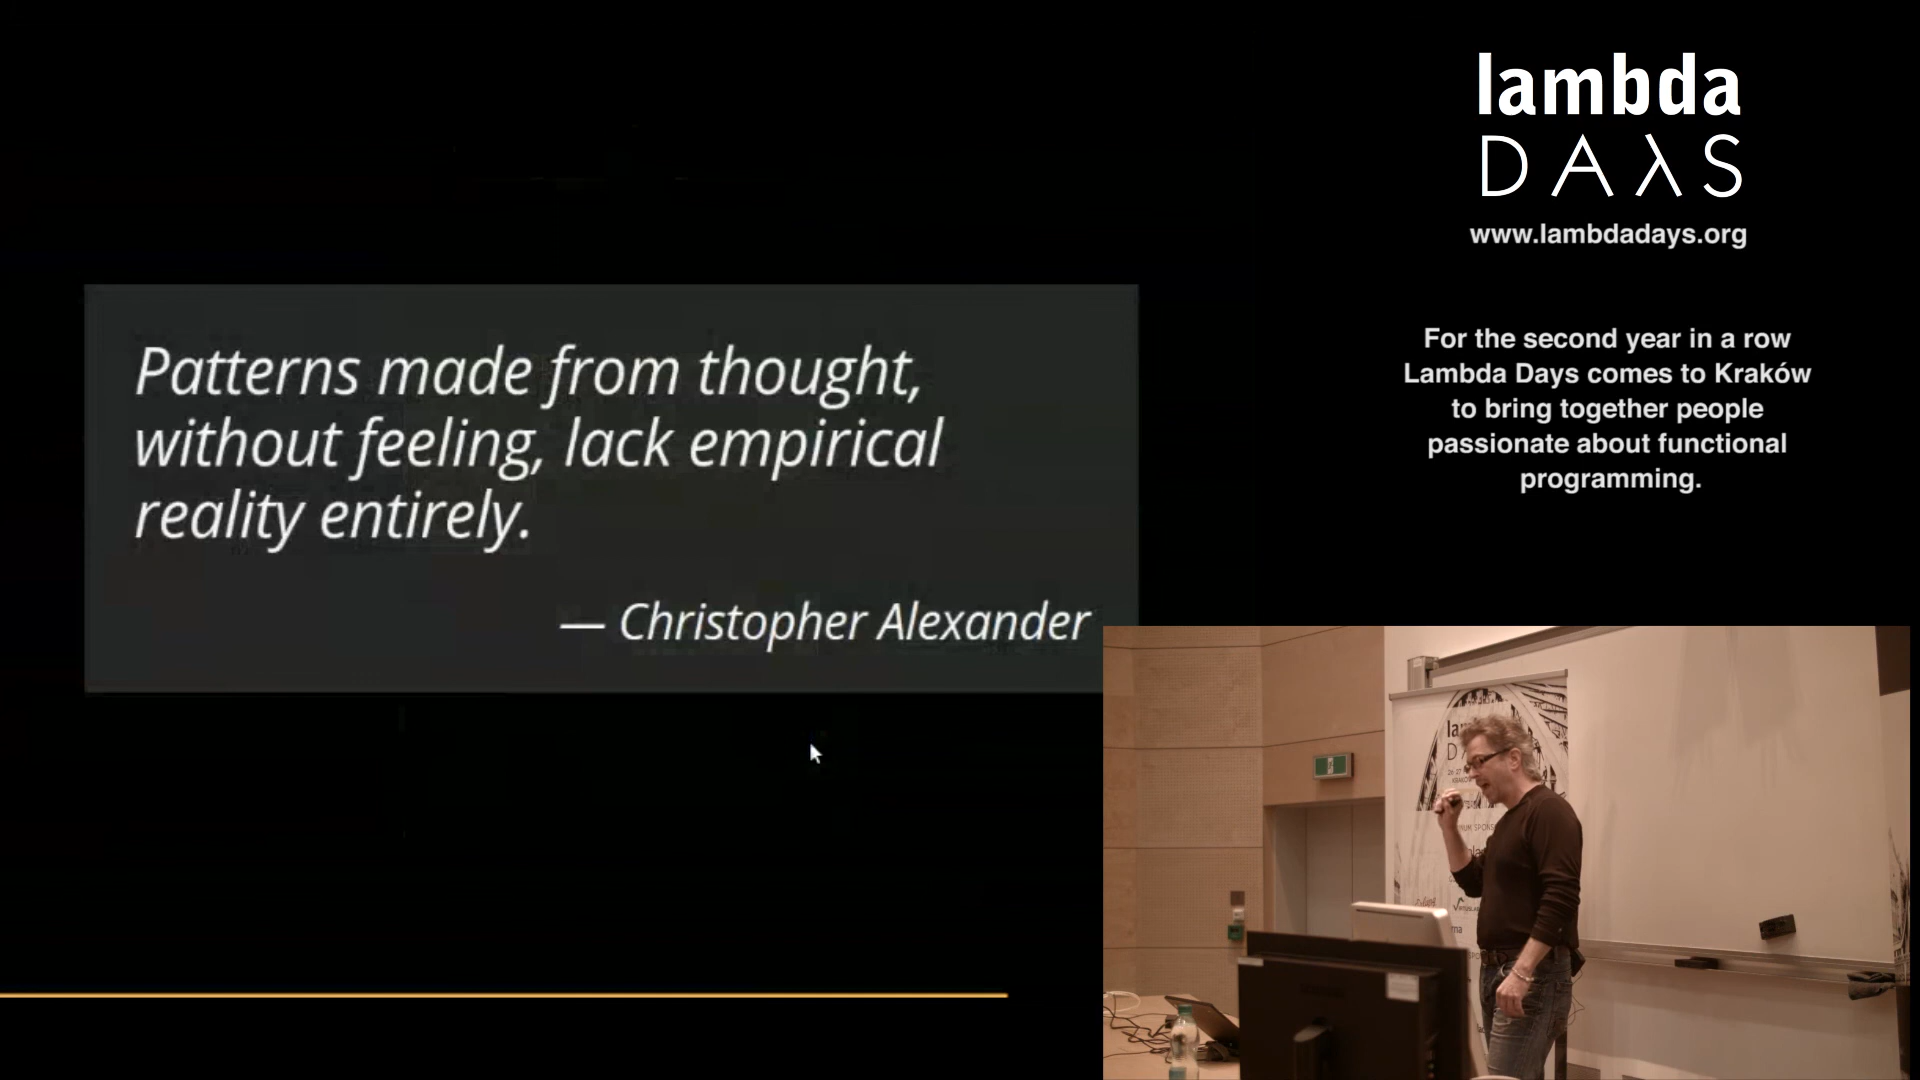 Patterns made from thought,
without feeling, lack empirical
reality entirely.
— Christopher Alexander
lambda
DAλS
www.lambdadays.org
For the second year in a row
Lambda Days comes to Kraków
to bring together people
passionate about functional
programming.